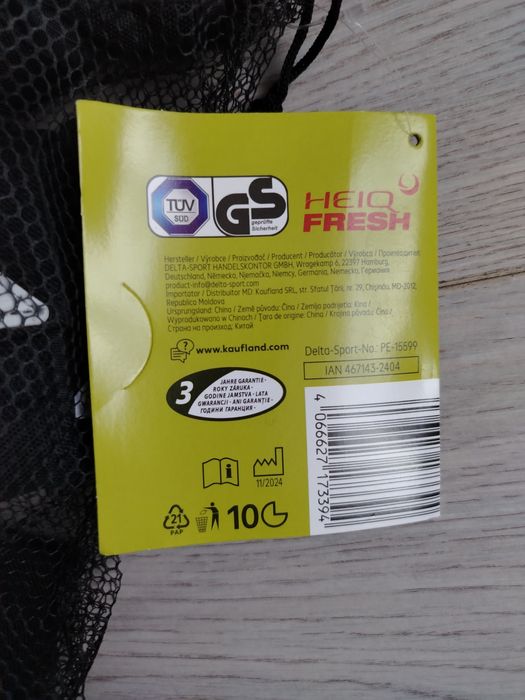 TÜV
SÜD
GS
geprüfte
Sicherheit
HEIQ
FRESH
Hersteller / Výrobce / Proizvođač / Producent / Producător / Výrobca / Производител:
DELTA-SPORT HANDELSKONTOR GMBH, Wragekamp 6, 22397 Hamburg,
Deutschland, Německo, Njemačka, Niemcy, Germania, Nemecko, Германия
product-info@delta-sport.com
Importator / Distribuitor MD: Kaufland SRL, str. Sfatul Țării, nr. 29, Chișinău, MD-2012,
Republica Moldova
Ursprungsland: China / Země původu: Čína / Zemlja podrijetla: Kina /
Wyprodukowano w Chinach / Țara de origine: China / Krajina pôvodu: Čína /
Страна на произход: Китай
www.kaufland.com
Delta-Sport-No.: PE-15599
IAN 467143-2404
3
JAHRE GARANTIE ·
ROKY ZÁRUKA ·
GODINE JAMSTVA · LATA
GWARANCJI · ANI GARANȚIE ·
ГОДИНИ ГАРАНЦИЯ ·
11/2024
21
PAP
10
4 066627 173394